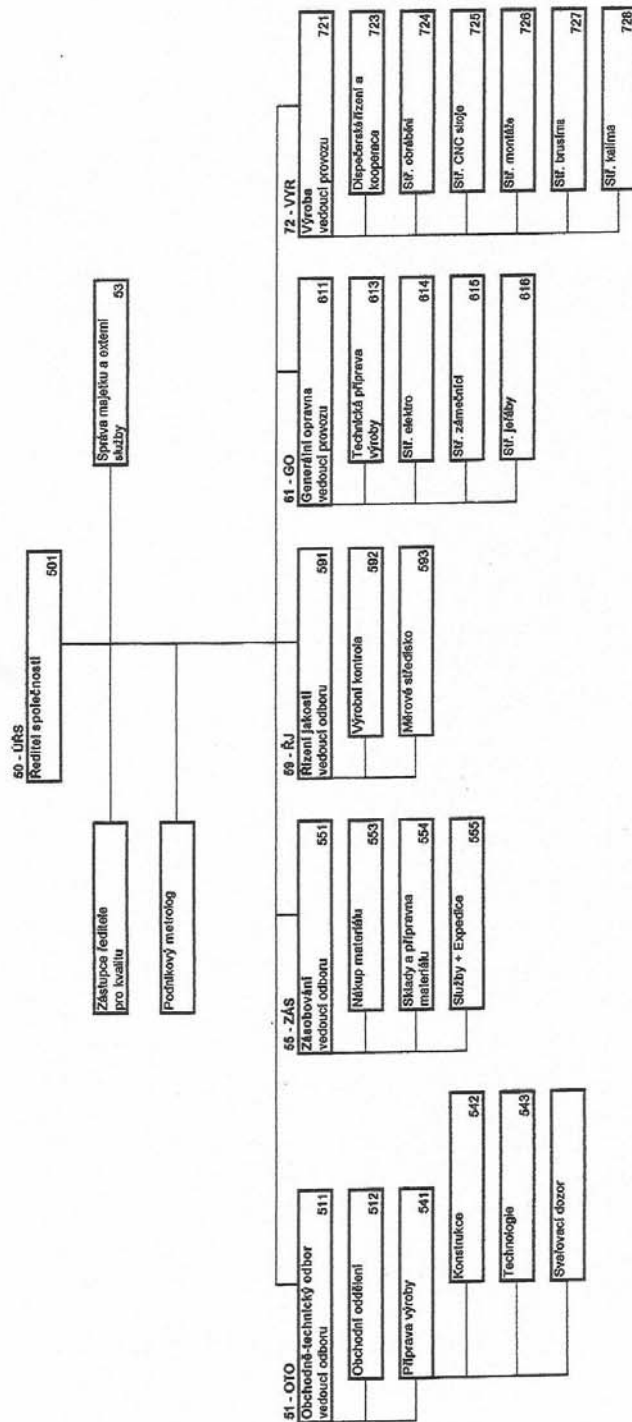 50 - ÚŘS
Ředitel společnosti
501
Zástupce ředitele
pro kvalitu
Správa majetku a externí
služby
53
Podnikový metrolog
51 - OTO
Obchodně-technický odbor
vedoucí odboru
511
Obchodní oddělení
512
Příprava výroby
541
Konstrukce
542
Technologie
543
Svařovací dozor
55 - ZÁS
Zásobování
vedoucí odboru
551
Nákup materiálu
553
Sklady a přípravna
materiálu
554
Služby + Expedice
555
59 - ŘJ
Řízení jakosti
vedoucí odboru
591
Výrobní kontrola
592
Měrové středisko
593
61 - GO
Generální opravna
vedoucí provozu
611
Technická příprava
výroby
613
Stř. elektro
614
Stř. zámečníci
615
Stř. jeřáby
616
72 - VYR
Výroba
vedoucí provozu
721
Dispečerská řízení a
kooperace
723
Stř. obrábění
724
Stř. CNC stroje
725
Stř. montáže
726
Stř. brusírna
727
Stř. kalírna
728